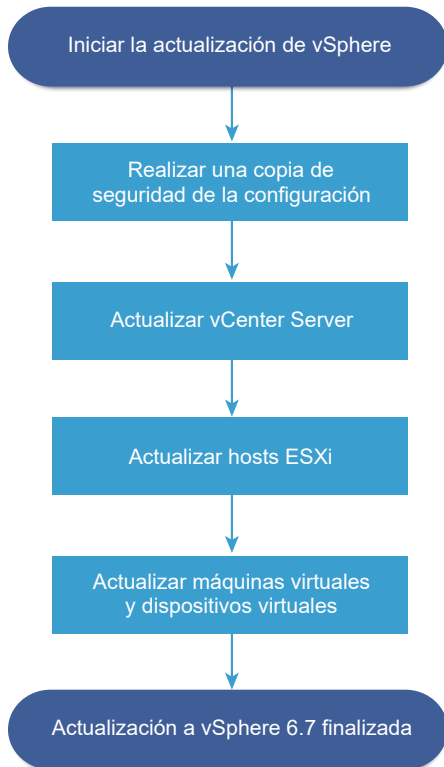 Iniciar la actualización de vSphere
Realizar una copia de
seguridad de la configuración
Actualizar vCenter Server
Actualizar hosts ESXi
Actualizar máquinas virtuales
y dispositivos virtuales
Actualización a vSphere 6.7 finalizada